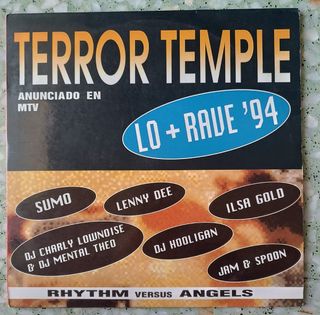 TERROR TEMPLE
ANUNCIADO EN
MTV
LO + RAVE '94
SUMO
LENNY DEE
ILSA GOLD
DJ CHARLY LOWNOISE
& DJ MENTAL THEO
DJ HOOLIGAN
JAM & SPOON
RHYTHM VERSUS ANGELS